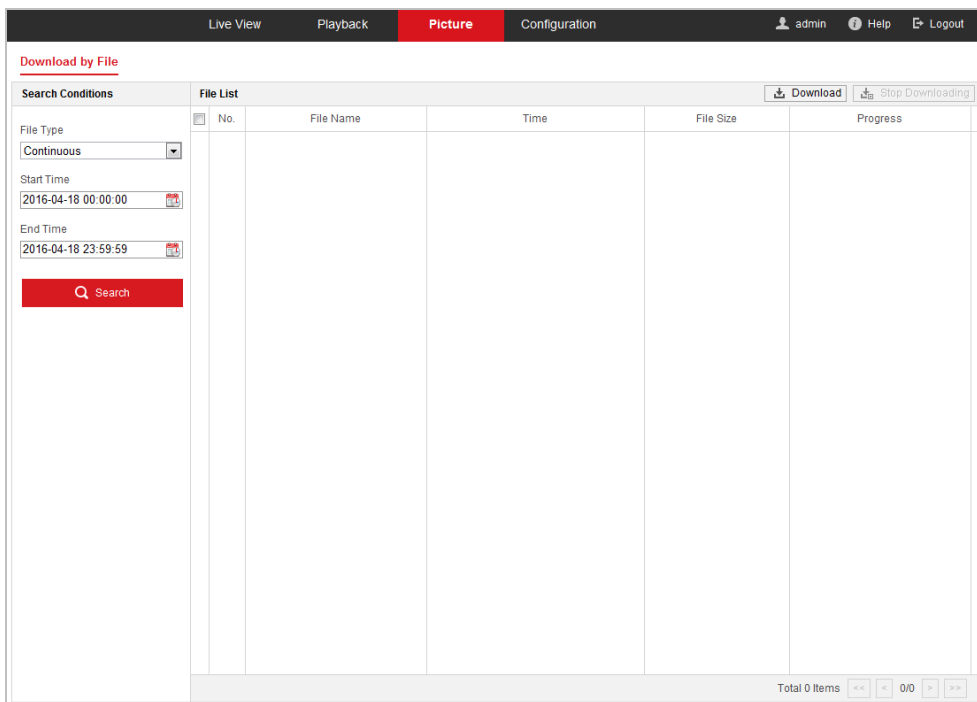 Live View Playback Picture Configuration admin Help Logout
Download by File
Search Conditions File List Download Stop Downloading
No. File Name Time File Size Progress
File Type
Continuous
Start Time
2016-04-18 00:00:00
End Time
2016-04-18 23:59:59
Search
Total 0 Items << < 0/0 > >>